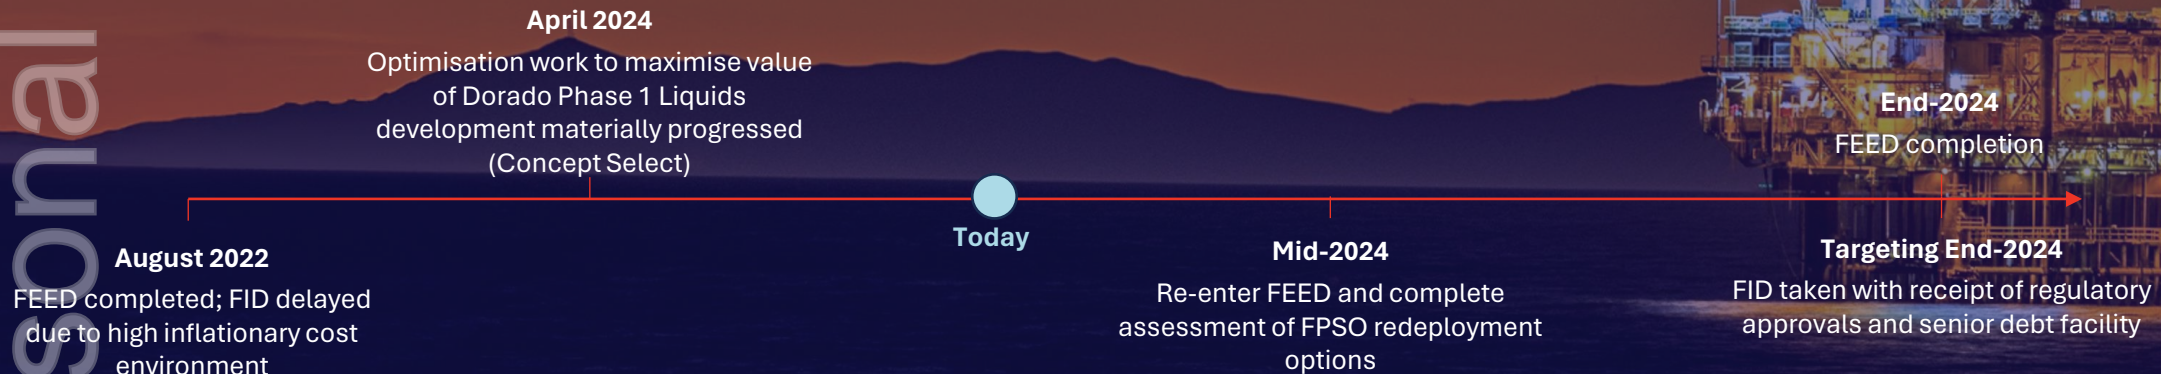 April 2024
Optimisation work to maximise value
of Dorado Phase 1 Liquids
development materially progressed
(Concept Select)
End-2024
FEED completion
Today
August 2022
FEED completed; FID delayed
due to high inflationary cost
environment
Mid-2024
Re-enter FEED and complete
assessment of FPSO redeployment
options
Targeting End-2024
FID taken with receipt of regulatory
approvals and senior debt facility
sonal